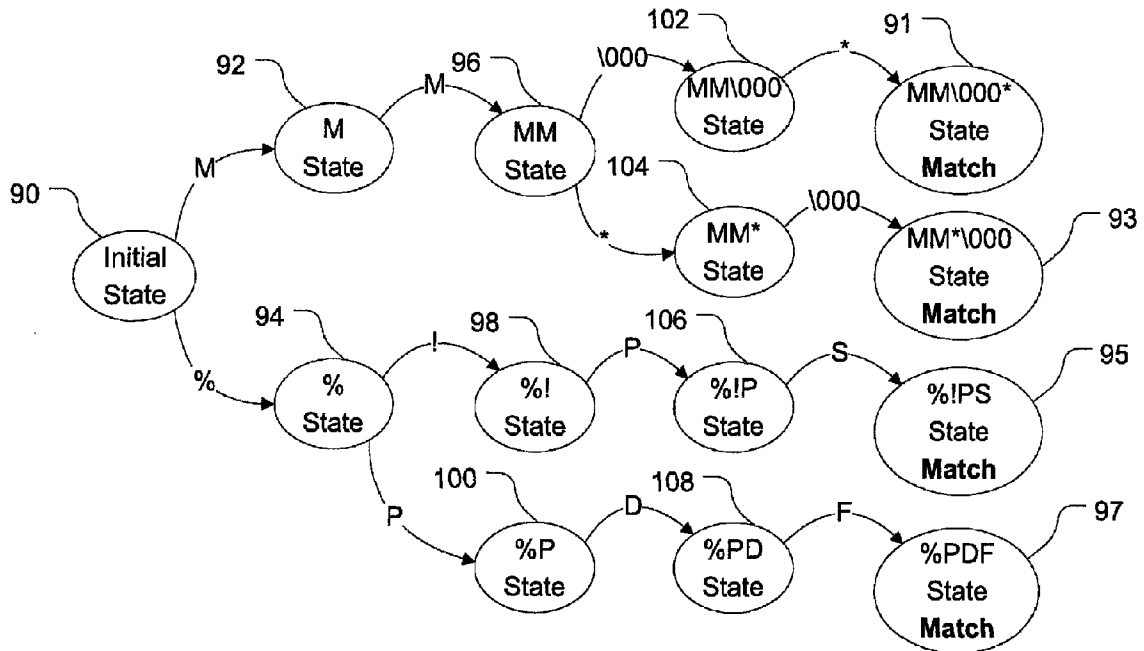 102
91
92
96
\000
*
M
MM\000
State
MM\000*
State
Match
M
State
MM
State
M
104
\000
90
93
*
MM*
State
MM*\000
State
Match
Initial
State
94
!
98
P
106
S
95
%
%
State
%!
State
%!P
State
%!PS
State
Match
100
108
P
D
F
97
%P
State
%PD
State
%PDF
State
Match